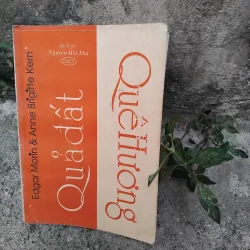 Edgar Morin & Anne Brigitte Kern
Quả đất
Quê Hương